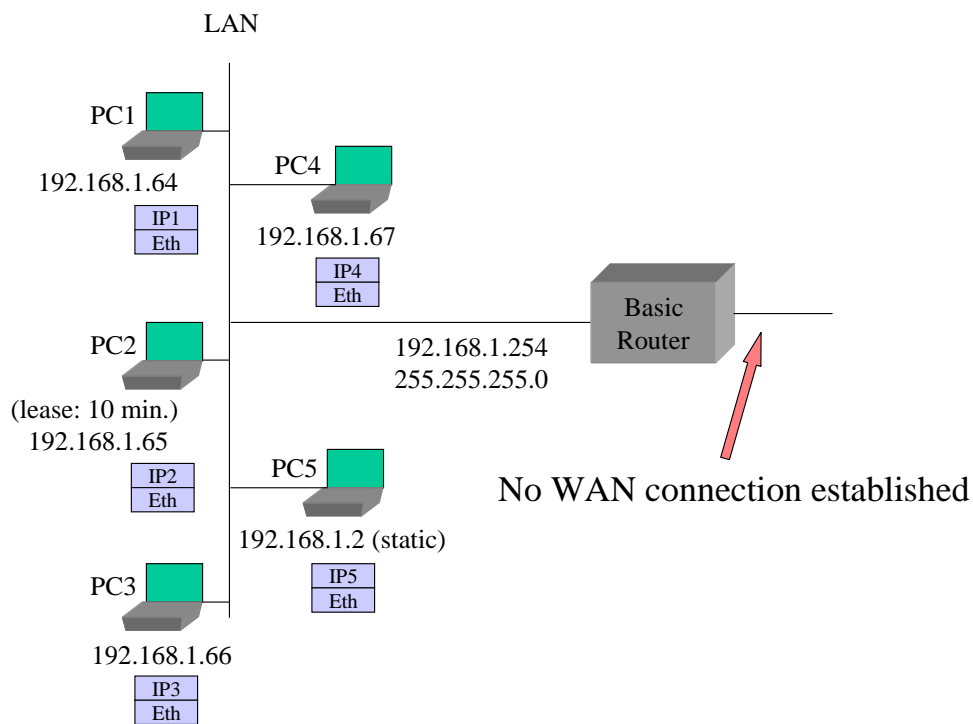 LAN
PC1
192.168.1.64
IP1
Eth
PC4
192.168.1.67
IP4
Eth
Basic
Router
192.168.1.254
255.255.255.0
PC2
(lease: 10 min.)
192.168.1.65
IP2
Eth
PC5
192.168.1.2 (static)
IP5
Eth
No WAN connection established
PC3
192.168.1.66
IP3
Eth